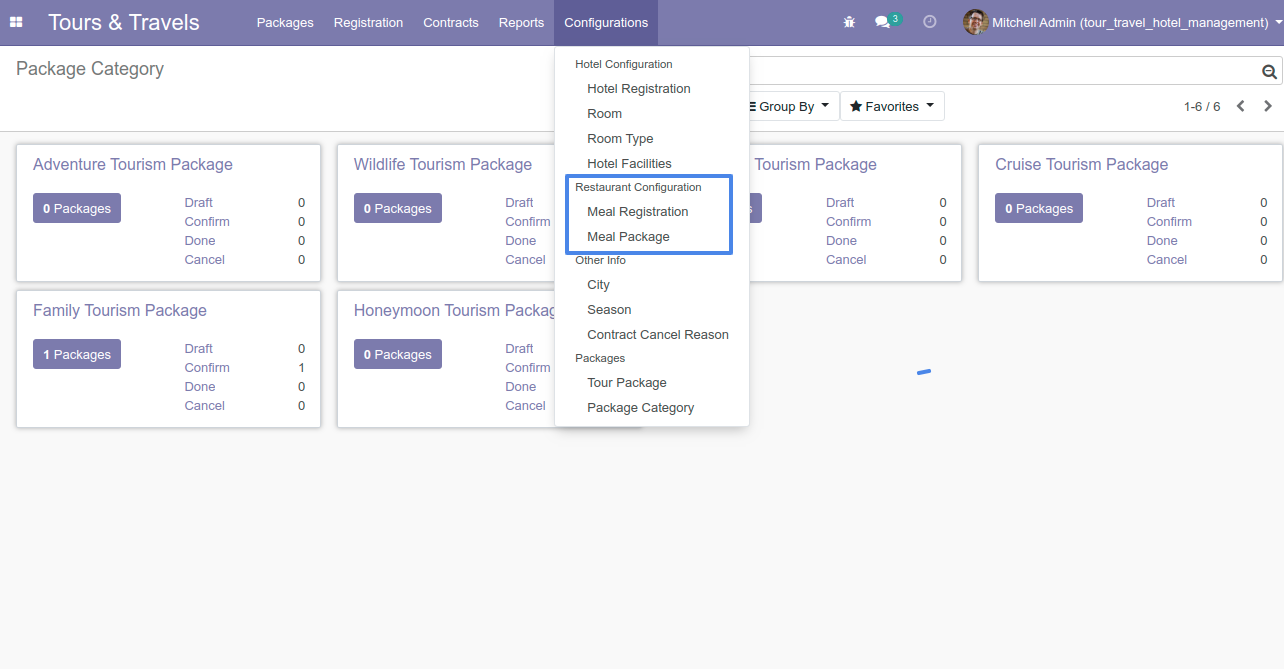 Tours & Travels Packages Registration Contracts Reports Configurations 3 Mitchell Admin (tour_travel_hotel_management)
Package Category
Group By Favorites 1-6 / 6
Hotel Configuration
Hotel Registration
Room
Room Type
Hotel Facilities
Restaurant Configuration
Meal Registration
Meal Package
Other Info
City
Season
Contract Cancel Reason
Packages
Tour Package
Package Category
Adventure Tourism Package
0 Packages
Draft 0
Confirm 0
Done 0
Cancel 0
Wildlife Tourism Package
0 Packages
Draft
Confirm
Done
Cancel
Tourism Package
Draft 0
Confirm 0
Done 0
Cancel 0
Cruise Tourism Package
0 Packages
Draft 0
Confirm 0
Done 0
Cancel 0
Family Tourism Package
1 Packages
Draft 0
Confirm 1
Done 0
Cancel 0
Honeymoon Tourism
0 Packages
Draft
Confirm
Done
Cancel